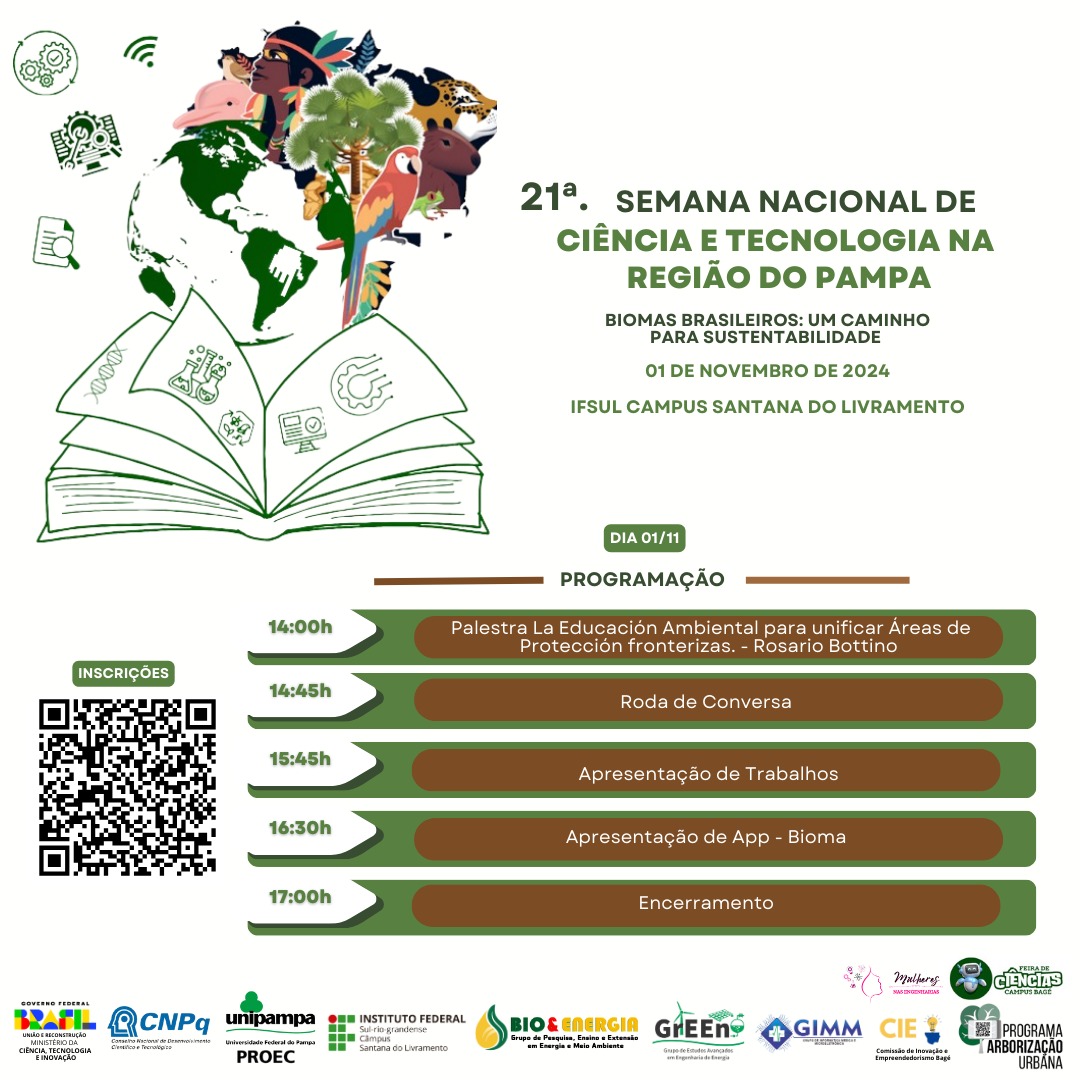 21ª. SEMANA NACIONAL DE
CIÊNCIA E TECNOLOGIA NA
REGIÃO DO PAMPA
BIOMAS BRASILEIROS: UM CAMINHO
PARA SUSTENTABILIDADE
01 DE NOVEMBRO DE 2024
IFSUL CAMPUS SANTANA DO LIVRAMENTO
DIA 01/11
PROGRAMAÇÃO
14:00h
Palestra La Educación Ambiental para unificar Áreas de
Protección fronterizas. - Rosario Bottino
INSCRIÇÕES
14:45h
Roda de Conversa
15:45h
Apresentação de Trabalhos
16:30h
Apresentação de App - Bioma
17:00h
Encerramento
Mulheres
NAS ENGENHARIAS
FEIRA DE
CIÊNCIAS
CAMPUS BAGÉ
GOVERNO FEDERAL
BRASIL
UNIÃO E RECONSTRUÇÃO
MINISTÉRIO DA
CIÊNCIA, TECNOLOGIA
E INOVAÇÃO
CNPq
Conselho Nacional de Desenvolvimento
Científico e Tecnológico
unipampa
Universidade Federal do Pampa
PROEC
INSTITUTO FEDERAL
Sul-rio-grandense
Câmpus
Santana do Livramento
BIO & ENERGIA
Grupo de Pesquisa, Ensino e Extensão
em Energia e Meio Ambiente
GrEEn
Grupo de Estudos Avançados
em Engenharia de Energia
GIMM
CIE
Comissão de Inovação e
Empreendedorismo Bagé
PROGRAMA
ARBORIZAÇÃO
URBANA